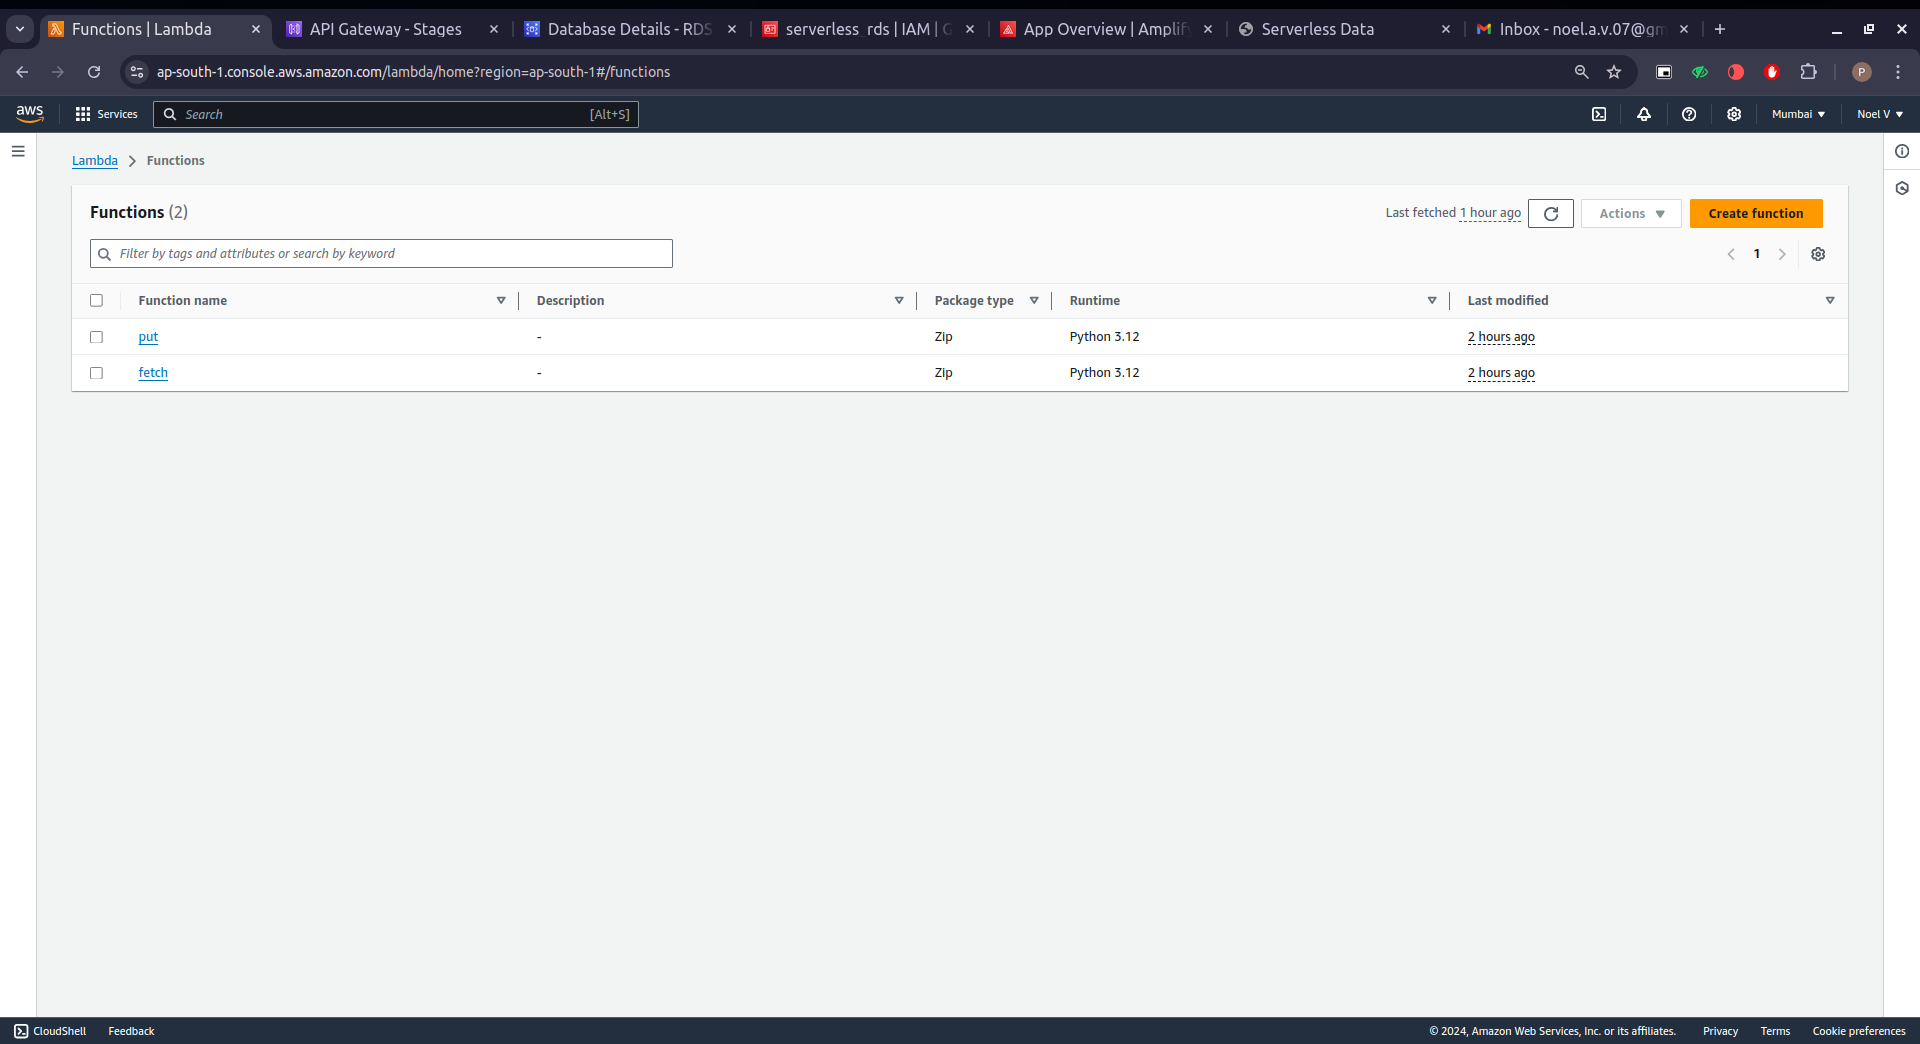 Functions | Lambda
API Gateway - Stages
Database Details - RDS
serverless_rds | IAM | G
App Overview | Amplify
Serverless Data
Inbox - noel.a.v.07@gm
ap-south-1.console.aws.amazon.com/lambda/home?region=ap-south-1#/functions
P
aws
Services
Search
[Alt+S]
Mumbai
Noel V
Lambda
Functions
Functions (2)
Last fetched 1 hour ago
Actions
Create function
Filter by tags and attributes or search by keyword
1
Function name
Description
Package type
Runtime
Last modified
put - Zip Python 3.12 2 hours ago
fetch - Zip Python 3.12 2 hours ago
CloudShell
Feedback
© 2024, Amazon Web Services, Inc. or its affiliates.
Privacy
Terms
Cookie preferences